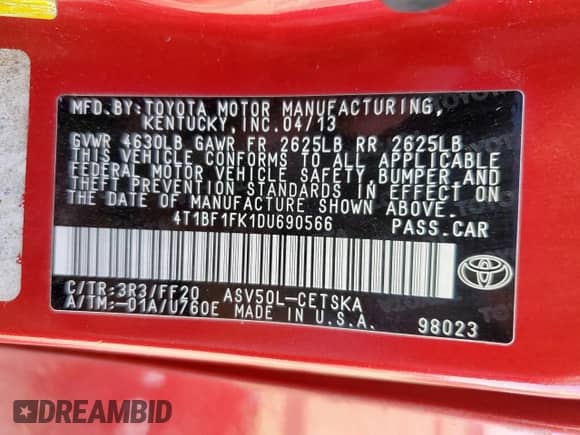 MFD.BY:TOYOTA MOTOR MANUFACTURING,
KENTUCKY,INC.04/13
GVWR 4630LB GAWR FR 2625LB RR 2625LB
THIS VEHICLE CONFORMS TO ALL APPLICABLE
FEDERAL MOTOR VEHICLE SAFETY,BUMPER AND
THEFT PREVENTION STANDARDS IN EFFECT ON
THE DATE OF MANUFACTURE SHOWN ABOVE.
4T1BF1FK1DU690566 PASS.CAR
C/TR:3R3/FF20 ASV50L-CETSKA
A/TM:-01A/U760E MADE IN U.S.A.
98023
DREAMBID